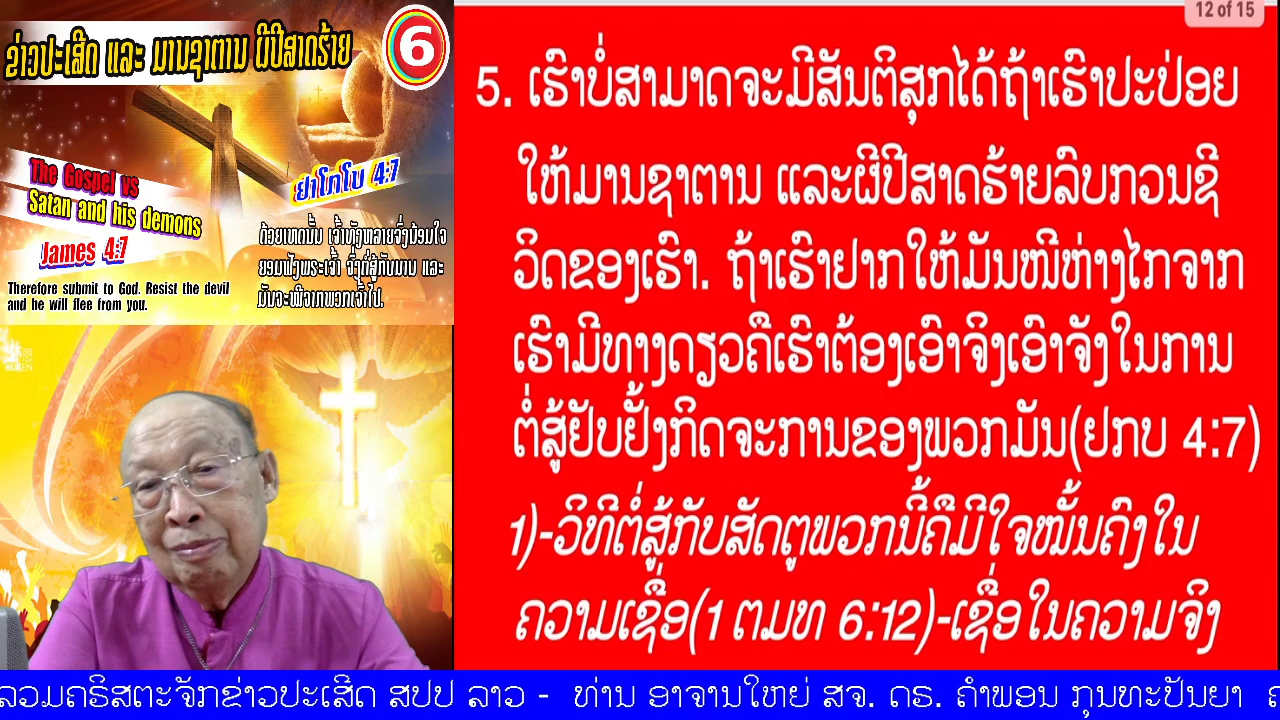 ຂ່າວປະເສີດ ແລະ ມານຊາຕານ ຜີປີສາດຮ້າຍ
6
The Gospel vs
Satan and his demons
James 4:7
ຢາໂກໂບ 4:7
Therefore submit to God. Resist the devil
and he will flee from you.
ດ້ວຍເຫດນັ້ນ ເຈົ້າທັງຫລາຍຈົ່ງນ້ອມໃຈ
ຍອມຟັງພຣະເຈົ້າ ຈົ່ງຕໍ່ສູ້ກັບມານ ແລະ
ມັນຈະໜີຈາກພວກເຈົ້າໄປ.
12 of 15
5. ເຮົາບໍ່ສາມາດຈະມີສັນຕິສຸກໄດ້ຖ້າເຮົາປະປ່ອຍ
ໃຫ້ມານຊາຕານ ແລະຜີປີສາດຮ້າຍລົບກວນຊີ
ວິດຂອງເຮົາ. ຖ້າເຮົາຢາກໃຫ້ມັນໜີຫ່າງໄກຈາກ
ເຮົາມີທາງດຽວຄືເຮົາຕ້ອງເອົາຈິງເອົາຈັງໃນການ
ຕໍ່ສູ້ຢັບຢັ້ງກິດຈະການຂອງພວກມັນ(ຢກບ 4:7)
1)-ວິທີຕໍ່ສູ້ກັບສັດຕູພວກນີ້ຄືມີໃຈໝັ້ນຄົງໃນ
ຄວາມເຊື່ອ(1 ຕມທ 6:12)-ເຊື່ອໃນຄວາມຈິງ
ລວມຄຣິສຕະຈັກຂ່າວປະເສີດ ສປປ ລາວ - ທ່ານ ອາຈານໃຫຍ່ ສຈ. ດຣ. ຄຳພອນ ກຸນທະປັນຍາ